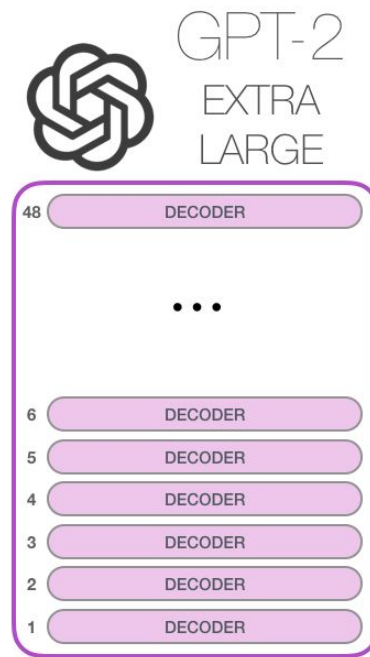 GPT-2
EXTRA
LARGE
48 DECODER
...
6 DECODER
5 DECODER
4 DECODER
3 DECODER
2 DECODER
1 DECODER